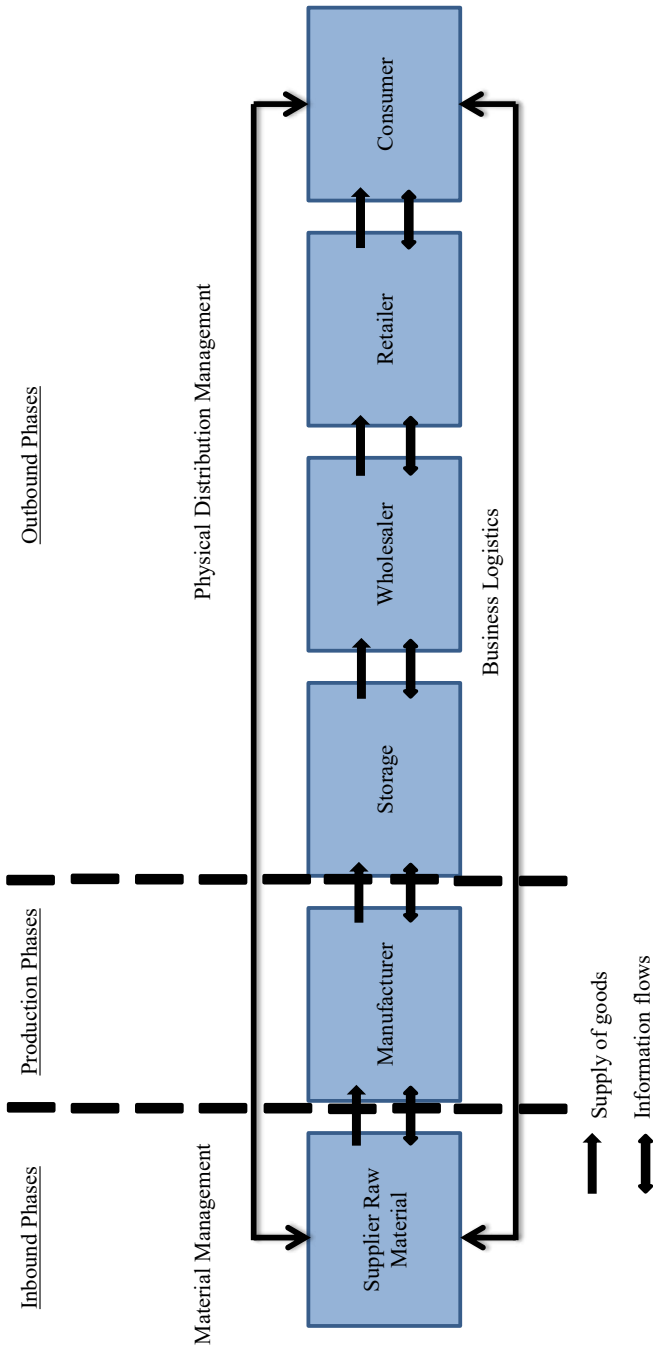 Inbound Phases
Production Phases
Outbound Phases
Material Management
Physical Distribution Management
Supplier Raw
Material
Manufacturer
Storage
Wholesaler
Retailer
Consumer
Business Logistics
Supply of goods
Information flows